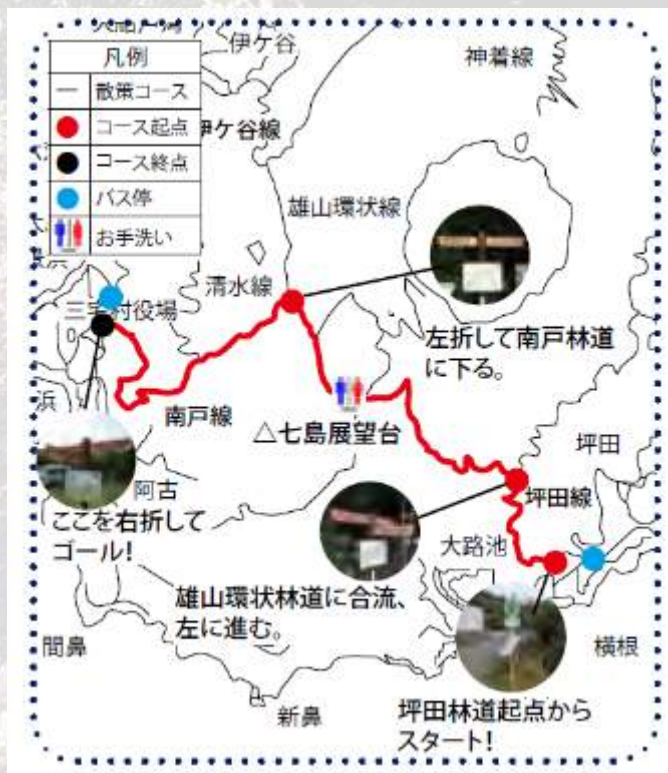 伊ケ谷
神着線
凡例
散策コース
コース起点
コース終点
バス停
お手洗い
伊ケ谷線
雄山環状線
清水線
三宅村役場
左折して南戸林道
に下る。
浜
南戸線
△七島展望台
坪田
阿古
坪田線
ここを右折して
ゴール!
大路池
雄山環状林道に合流、
左に進む。
間鼻
横根
新鼻
坪田林道起点から
スタート!